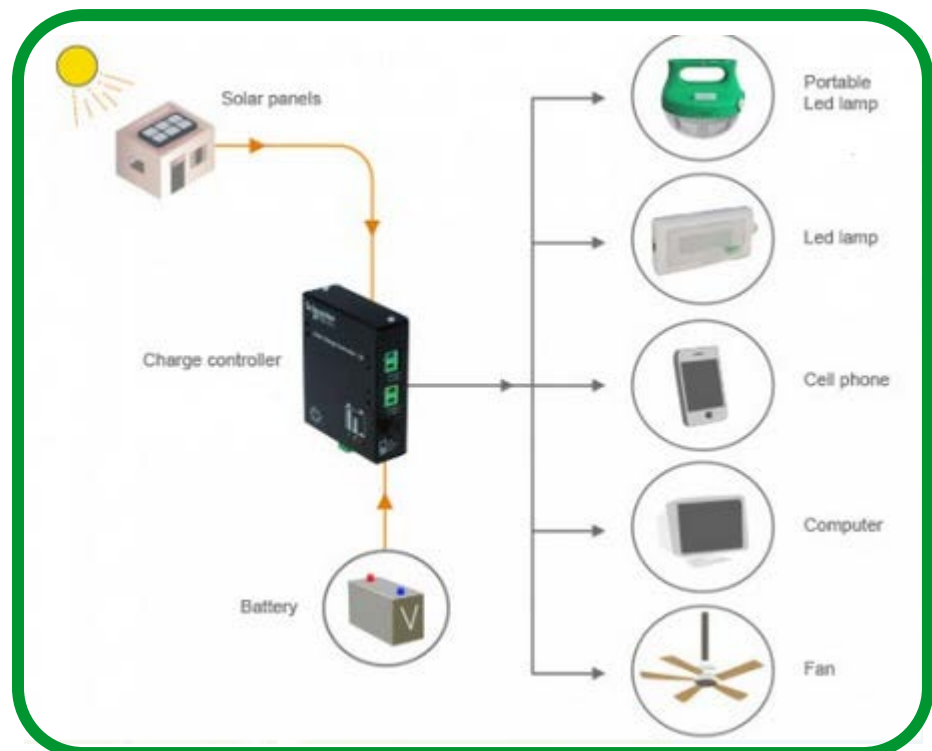 Solar panels
Portable
Led lamp
Led lamp
Charge controller
Cell phone
Computer
Battery
V
Fan